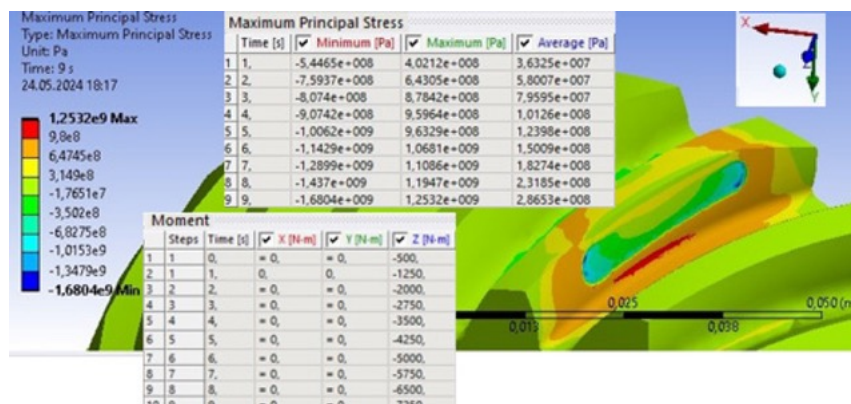 Maximum Principal Stress
Type: Maximum Principal Stress
Unit: Pa
Time: 9 s
24.05.2024 18:17
1,2532e9 Max
9,8e8
6,4745e8
3,149e8
-1,7651e7
-3,502e8
-6,8275e8
-1,0153e9
-1,3479e9
-1,6804e9 Min
Maximum Principal Stress
Time [s] Minimum [Pa] Maximum [Pa] Average [Pa]
1 1, -5,4465e+008 4,0212e+008 3,6325e+007
2 2, -7,5937e+008 6,4305e+008 5,8007e+007
3 3, -8,074e+008 8,7842e+008 7,9595e+007
4 4, -9,0742e+008 9,5964e+008 1,0126e+008
5 5, -1,0062e+009 9,6329e+008 1,2398e+008
6 6, -1,1429e+009 1,0681e+009 1,5009e+008
7 7, -1,2899e+009 1,1086e+009 1,8274e+008
8 8, -1,437e+009 1,1947e+009 2,3185e+008
9 9, -1,6804e+009 1,2532e+009 2,8653e+008
Moment
Steps Time [s] X [N·m] Y [N·m] Z [N·m]
1 1 0, = 0, = 0, -500,
2 1 1, 0, 0, -1250,
3 2 2, = 0, = 0, -2000,
4 3 3, = 0, = 0, -2750,
5 4 4, = 0, = 0, -3500,
6 5 5, = 0, = 0, -4250,
7 6 6, = 0, = 0, -5000,
8 7 7, = 0, = 0, -5750,
9 8 8, = 0, = 0, -6500,
X
Y
0,025
0,050 (m
0,013
0,038